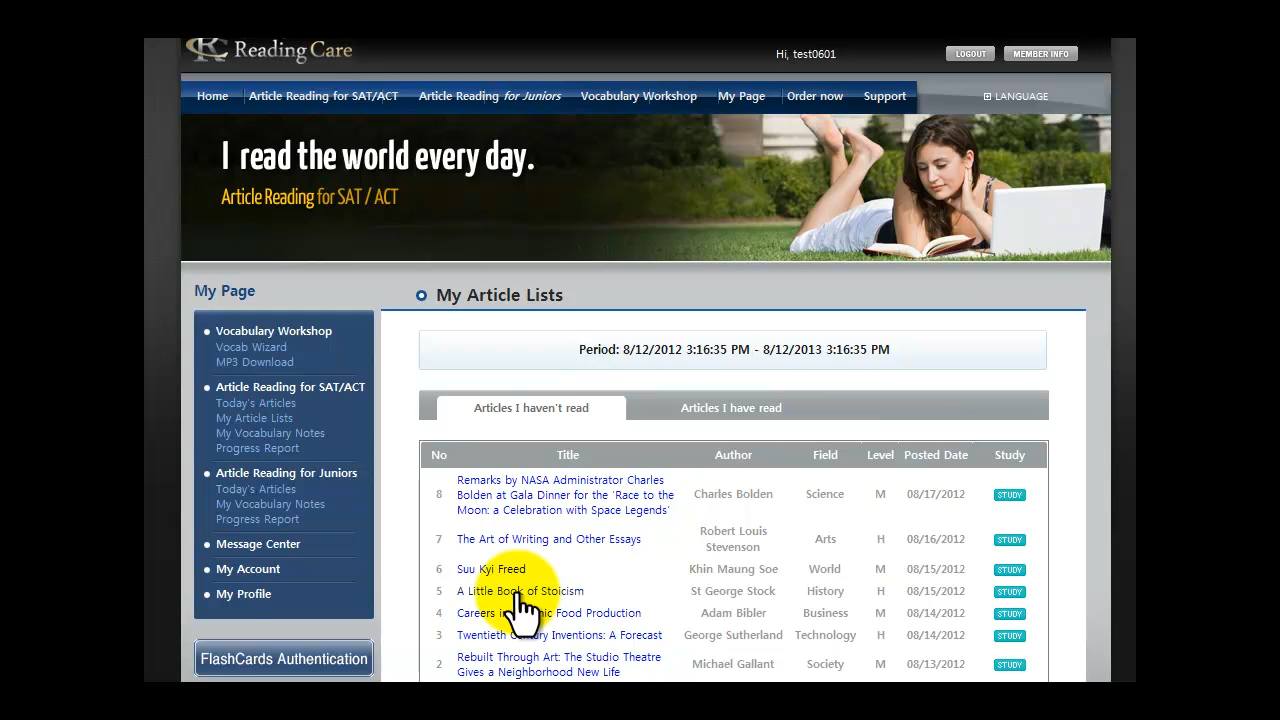 Reading Care
Hi, test0601
LOGOUT
MEMBER INFO
Home
Article Reading for SAT/ACT
Article Reading for Juniors
Vocabulary Workshop
My Page
Order now
Support
LANGUAGE
I read the world every day.
Article Reading for SAT / ACT
My Page
Vocabulary Workshop
Vocab Wizard
MP3 Download
Article Reading for SAT/ACT
Today's Articles
My Article Lists
My Vocabulary Notes
Progress Report
Article Reading for Juniors
Today's Articles
My Vocabulary Notes
Progress Report
Message Center
My Account
My Profile
FlashCards Authentication
My Article Lists
Period: 8/12/2012 3:16:35 PM - 8/12/2013 3:16:35 PM
Articles I haven't read
Articles I have read
No Title Author Field Level Posted Date Study
Remarks by NASA Administrator Charles
8 Bolden at Gala Dinner for the 'Race to the Charles Bolden Science M 08/17/2012 STUDY
Moon: a Celebration with Space Legends'
7 The Art of Writing and Other Essays Robert Louis Stevenson Arts H 08/16/2012 STUDY
6 Suu Kyi Freed Khin Maung Soe World M 08/15/2012 STUDY
5 A Little Book of Stoicism St George Stock History H 08/15/2012 STUDY
4 Careers in Food Production Adam Bibler Business M 08/14/2012 STUDY
3 Twentieth Century Inventions: A Forecast George Sutherland Technology H 08/14/2012 STUDY
2 Rebuilt Through Art: The Studio Theatre Michael Gallant Society M 08/13/2012 STUDY
Gives a Neighborhood New Life